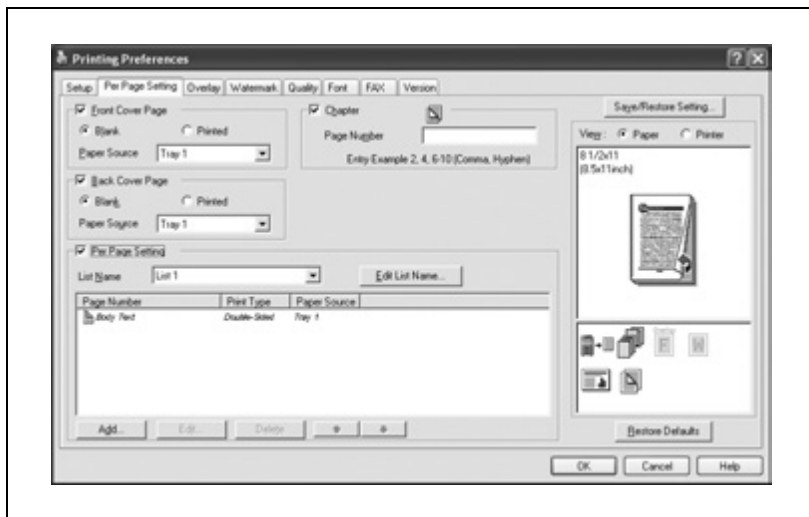 Printing Preferences
Setup Per Page Setting Overlay Watermark Quality Font FAX Version
Front Cover Page
Blank Printed
Paper Source Tray 1
Chapter
Page Number
Entry Example 2, 4, 6-10 (Comma, Hyphen)
Back Cover Page
Blank Printed
Paper Source Tray 1
Per Page Setting
List Name List 1 Edit List Name...
Page Number Print Type Paper Source
Body Text Double-Sided Tray 1
Add... Edit... Delete
Save/Restore Setting...
View: Paper Printer
8 1/2x11
(8.5x11inch)
F W
Restore Defaults
OK Cancel Help